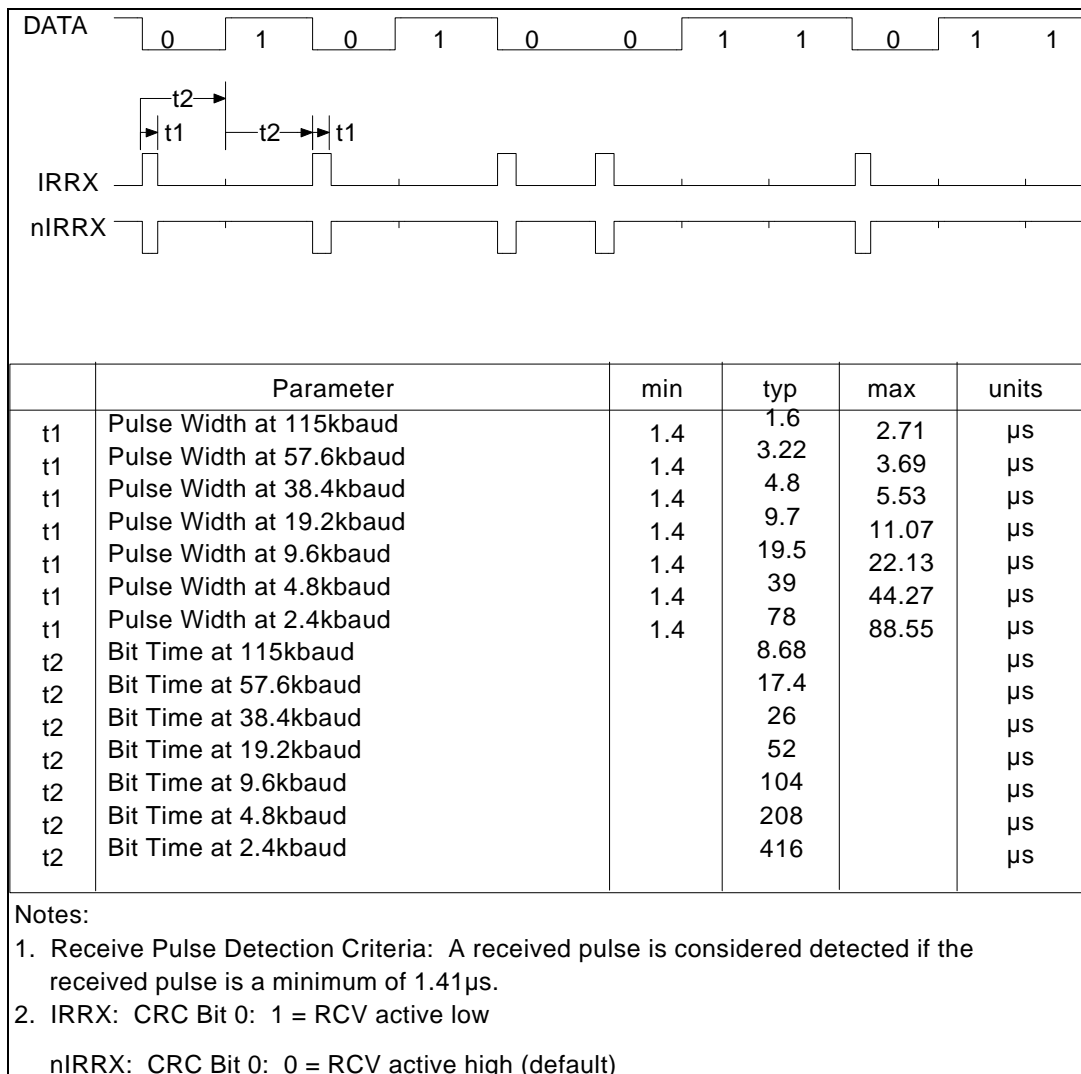 DATA 0 1 0 1 0 0 1 1 0 1 1
t2
t1 t2 t1
IRRX
nIRRX
Parameter min typ max units
t1 Pulse Width at 115kbaud 1.4 1.6 2.71 µs
t1 Pulse Width at 57.6kbaud 1.4 3.22 3.69 µs
t1 Pulse Width at 38.4kbaud 1.4 4.8 5.53 µs
t1 Pulse Width at 19.2kbaud 1.4 9.7 11.07 µs
t1 Pulse Width at 9.6kbaud 1.4 19.5 22.13 µs
t1 Pulse Width at 4.8kbaud 1.4 39 44.27 µs
t1 Pulse Width at 2.4kbaud 1.4 78 88.55 µs
t2 Bit Time at 115kbaud 8.68 µs
t2 Bit Time at 57.6kbaud 17.4 µs
t2 Bit Time at 38.4kbaud 26 µs
t2 Bit Time at 19.2kbaud 52 µs
t2 Bit Time at 9.6kbaud 104 µs
t2 Bit Time at 4.8kbaud 208 µs
t2 Bit Time at 2.4kbaud 416 µs
Notes:
1. Receive Pulse Detection Criteria: A received pulse is considered detected if the
received pulse is a minimum of 1.41µs.
2. IRRX: CRC Bit 0: 1 = RCV active low
nIRRX: CRC Bit 0: 0 = RCV active high (default)